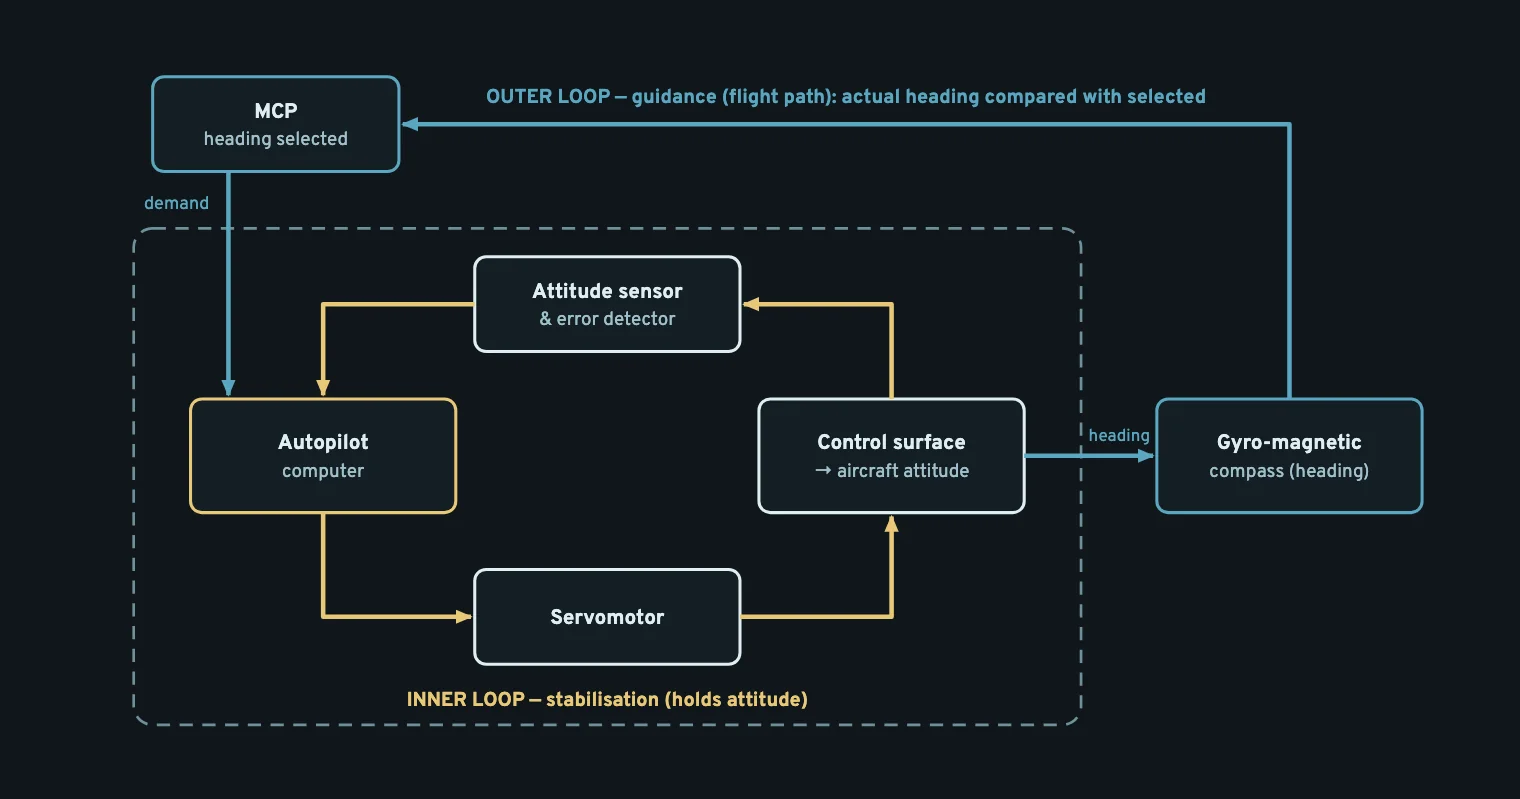 MCP
heading selected
OUTER LOOP – guidance (flight path): actual heading compared with selected
demand
Attitude sensor
& error detector
Autopilot
computer
Control surface
→ aircraft attitude
heading
Gyro-magnetic
compass (heading)
Servomotor
INNER LOOP – stabilisation (holds attitude)